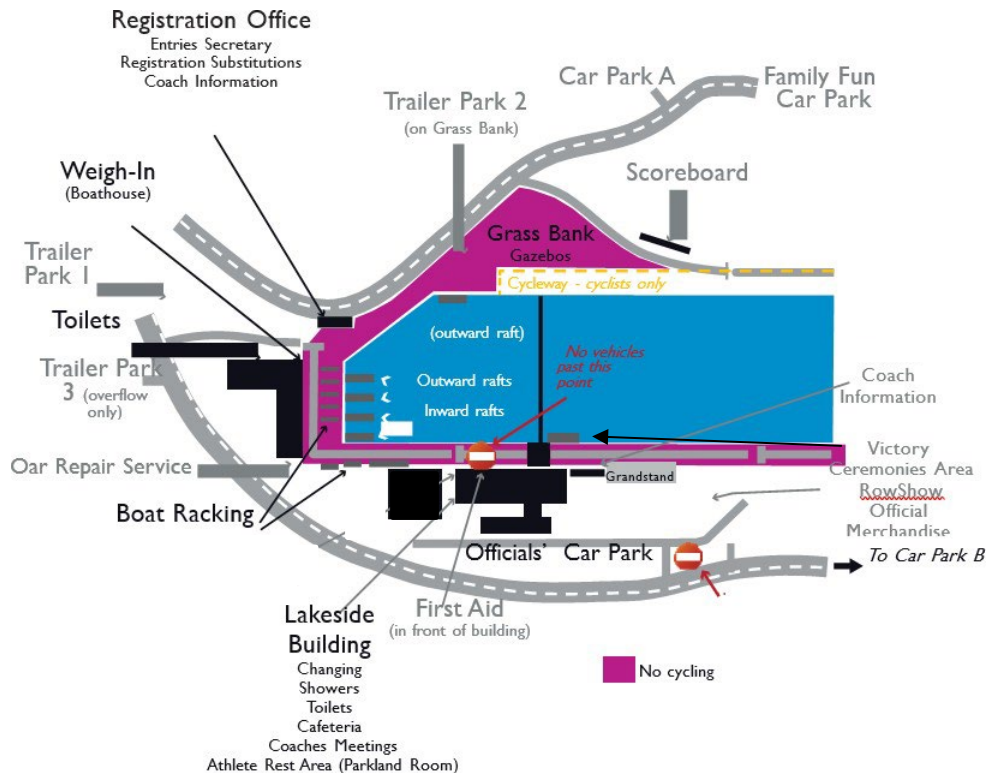 Registration Office
Entries Secretary
Registration Substitutions
Coach Information
Car Park A
Family Fun
Car Park
Trailer Park 2
(on Grass Bank)
Weigh-In
(Boathouse)
Scoreboard
Grass Bank
Gazebos
Trailer
Park 1
Cycleway - cyclists only
Toilets
(outward raft)
No vehicles
past this
point
Trailer Park
3 (overflow
only)
Outward rafts
Inward rafts
Coach
Information
Oar Repair Service
Grandstand
Victory
Ceremonies Area
RowShow
Official
Merchandise
Boat Racking
Officials' Car Park
To Car Park B
Lakeside
Building
Changing
Showers
Toilets
Cafeteria
Coaches Meetings
Athlete Rest Area (Parkland Room)
First Aid
(in front of building)
No cycling